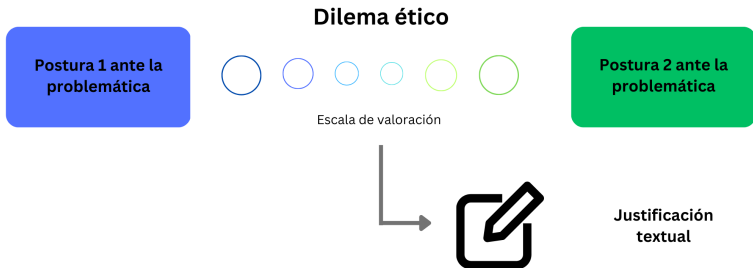 Dilema ético
Postura 1 ante la
problemática
Postura 2 ante la
problemática
Escala de valoración
Justificación
textual